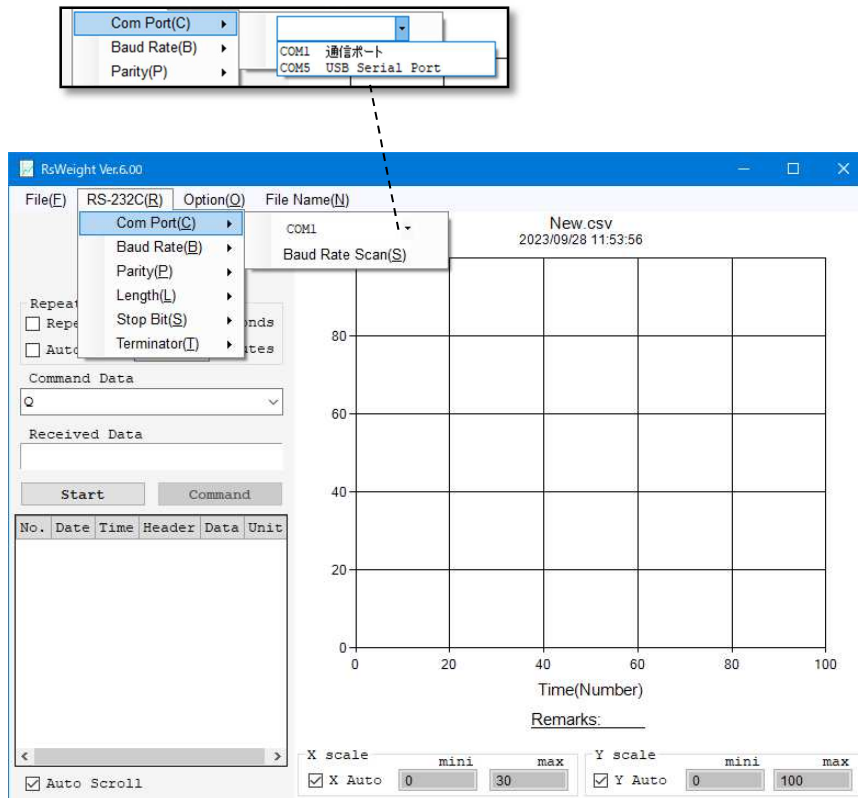 Com Port(C)
Baud Rate(B)
Parity(P)
COM1 通信ポート
COM5 USB Serial Port
RsWeight Ver.6.00
File(F) RS-232C(R) Option(O) File Name(N)
Com Port(C)
Baud Rate(B)
Parity(P)
Length(L)
Stop Bit(S)
Terminator(T)
COM1
Baud Rate Scan(S)
New.csv
2023/09/28 11:53:56
Repeat
Repe onds
Auto utes
Command Data
Q
Received Data
Start Command
No. Date Time Header Data Unit
80
60
40
20
0
0 20 40 60 80 100
Time(Number)
Remarks:
X scale mini max
X Auto 0 30
Y scale mini max
Y Auto 0 100
Auto Scroll